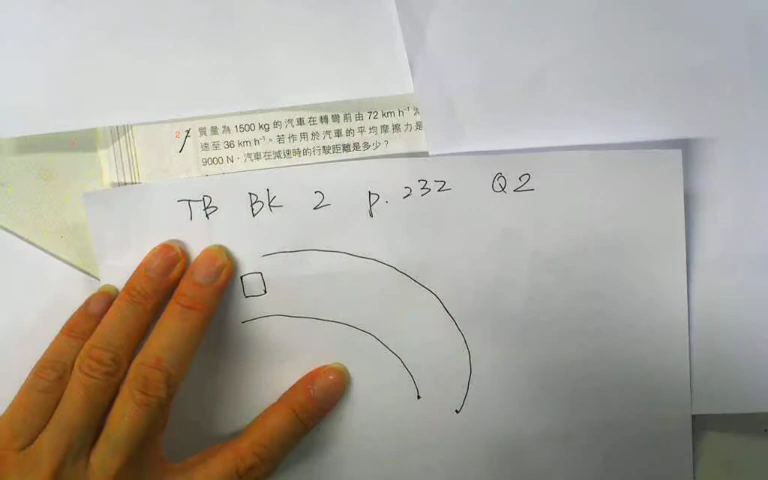 2 質量為 1500 kg 的汽車在轉彎前由 72 km h⁻¹ 減
速至 36 km h⁻¹。若作用於汽車的平均摩擦力是
9000 N，汽車在減速時的行駛距離是多少？
TB BK 2 p. 232 Q2